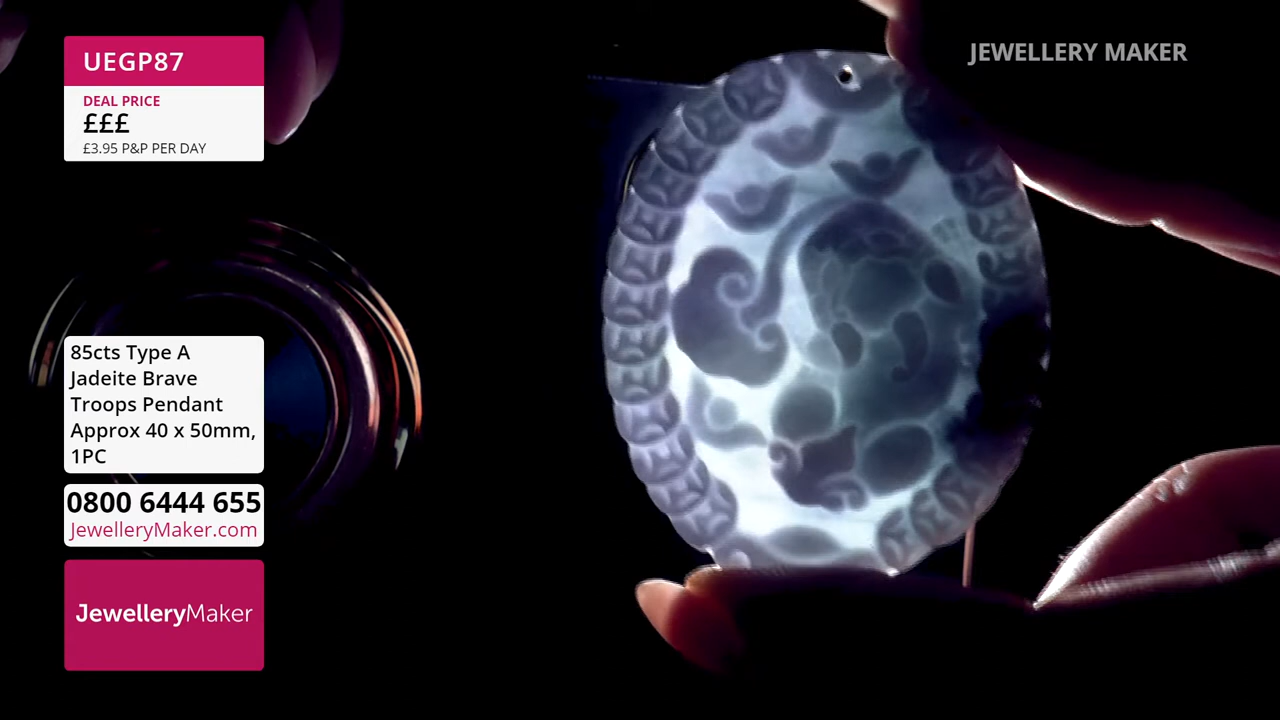 UEGP87
DEAL PRICE
£££
£3.95 P&P PER DAY
JEWELLERY MAKER
85cts Type A
Jadeite Brave
Troops Pendant
Approx 40 x 50mm,
1PC
0800 6444 655
JewelleryMaker.com
JewelleryMaker